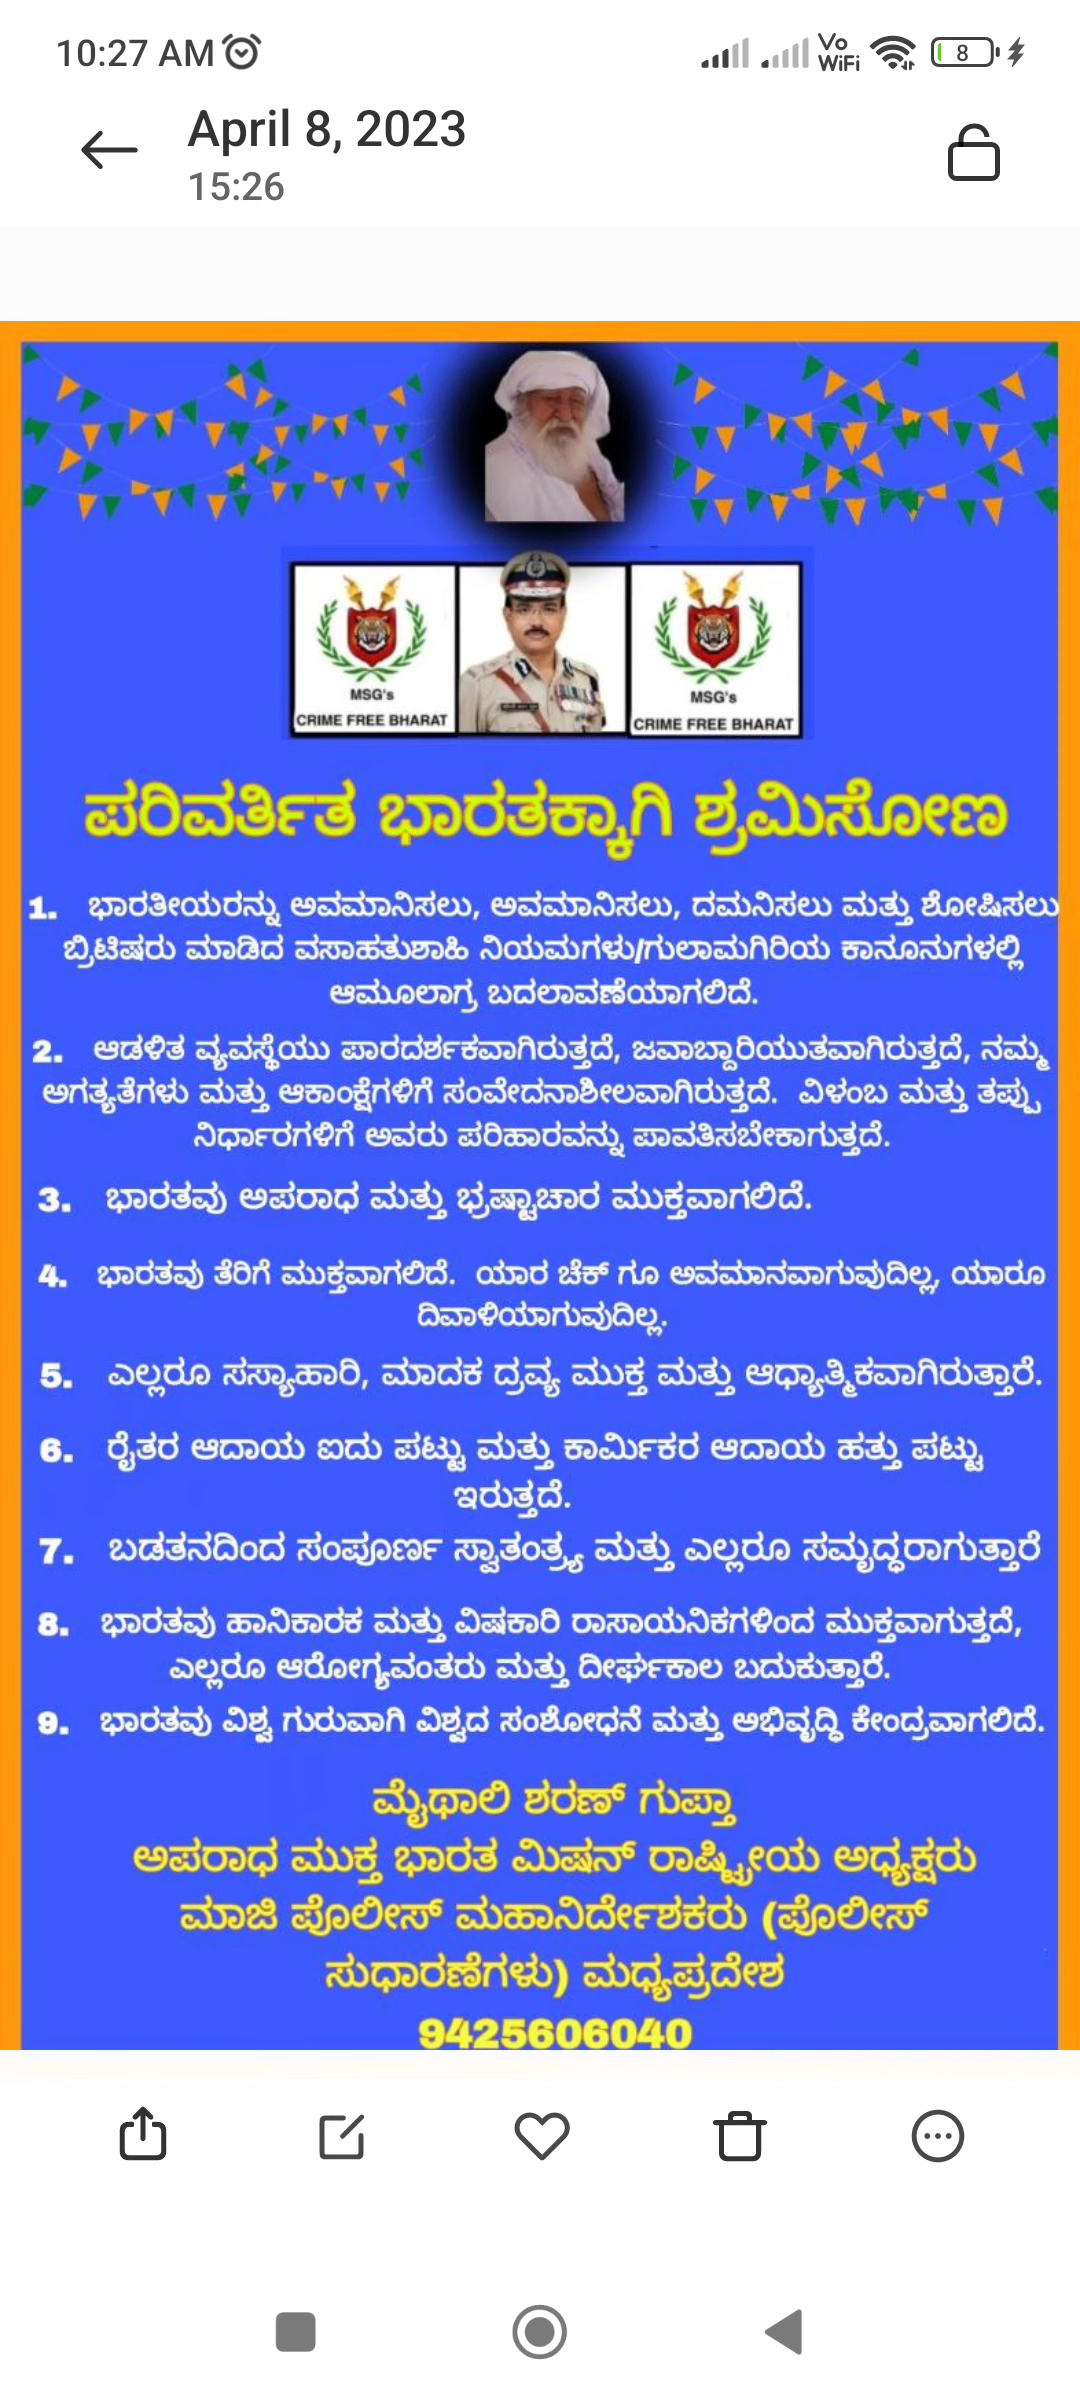 10:27 AM
Vo
WiFi
8
April 8, 2023
15:26
MSG's
CRIME FREE BHARAT
MSG's
CRIME FREE BHARAT
ಪರಿವರ್ತಿತ ಭಾರತಕ್ಕಾಗಿ ಶ್ರಮಿಸೋಣ
1. ಭಾರತೀಯರನ್ನು ಅವಮಾನಿಸಲು, ಅವಮಾನಿಸಲು, ದಮನಿಸಲು ಮತ್ತು ಶೋಷಿಸಲು
ಬ್ರಿಟಿಷರು ಮಾಡಿದ ವಸಾಹತುಶಾಹಿ ನಿಯಮಗಳು/ಗುಲಾಮಗಿರಿಯ ಕಾನೂನುಗಳಲ್ಲಿ
ಆಮೂಲಾಗ್ರ ಬದಲಾವಣೆಯಾಗಲಿದೆ.
2. ಆಡಳಿತ ವ್ಯವಸ್ಥೆಯು ಪಾರದರ್ಶಕವಾಗಿರುತ್ತದೆ, ಜವಾಬ್ದಾರಿಯುತವಾಗಿರುತ್ತದೆ, ನಮ್ಮ
ಅಗತ್ಯತೆಗಳು ಮತ್ತು ಆಕಾಂಕ್ಷೆಗಳಿಗೆ ಸಂವೇದನಾಶೀಲವಾಗಿರುತ್ತದೆ. ವಿಳಂಬ ಮತ್ತು ತಪ್ಪು
ನಿರ್ಧಾರಗಳಿಗೆ ಅವರು ಪರಿಹಾರವನ್ನು ಪಾವತಿಸಬೇಕಾಗುತ್ತದೆ.
3. ಭಾರತವು ಅಪರಾಧ ಮತ್ತು ಭ್ರಷ್ಟಾಚಾರ ಮುಕ್ತವಾಗಲಿದೆ.
4. ಭಾರತವು ತೆರಿಗೆ ಮುಕ್ತವಾಗಲಿದೆ. ಯಾರ ಚೆಕ್ ಗೂ ಅವಮಾನವಾಗುವುದಿಲ್ಲ, ಯಾರೂ
ದಿವಾಳಿಯಾಗುವುದಿಲ್ಲ.
5. ಎಲ್ಲರೂ ಸಸ್ಯಾಹಾರಿ, ಮಾದಕ ದ್ರವ್ಯ ಮುಕ್ತ ಮತ್ತು ಆಧ್ಯಾತ್ಮಿಕವಾಗಿರುತ್ತಾರೆ.
6. ರೈತರ ಆದಾಯ ಐದು ಪಟ್ಟು ಮತ್ತು ಕಾರ್ಮಿಕರ ಆದಾಯ ಹತ್ತು ಪಟ್ಟು
ಇರುತ್ತದೆ.
7. ಬಡತನದಿಂದ ಸಂಪೂರ್ಣ ಸ್ವಾತಂತ್ರ್ಯ ಮತ್ತು ಎಲ್ಲರೂ ಸಮೃದ್ಧರಾಗುತ್ತಾರೆ
8. ಭಾರತವು ಹಾನಿಕಾರಕ ಮತ್ತು ವಿಷಕಾರಿ ರಾಸಾಯನಿಕಗಳಿಂದ ಮುಕ್ತವಾಗುತ್ತದೆ,
ಎಲ್ಲರೂ ಆರೋಗ್ಯವಂತರು ಮತ್ತು ದೀರ್ಘಕಾಲ ಬದುಕುತ್ತಾರೆ.
9. ಭಾರತವು ವಿಶ್ವ ಗುರುವಾಗಿ ವಿಶ್ವದ ಸಂಶೋಧನೆ ಮತ್ತು ಅಭಿವೃದ್ಧಿ ಕೇಂದ್ರವಾಗಲಿದೆ.
ಮೈಥಾಲಿ ಶರಣ್ ಗುಪ್ತಾ
ಅಪರಾಧ ಮುಕ್ತ ಭಾರತ ಮಿಷನ್ ರಾಷ್ಟ್ರೀಯ ಅಧ್ಯಕ್ಷರು
ಮಾಜಿ ಪೊಲೀಸ್ ಮಹಾನಿರ್ದೇಶಕರು (ಪೊಲೀಸ್
ಸುಧಾರಣೆಗಳು) ಮಧ್ಯಪ್ರದೇಶ
9425606040